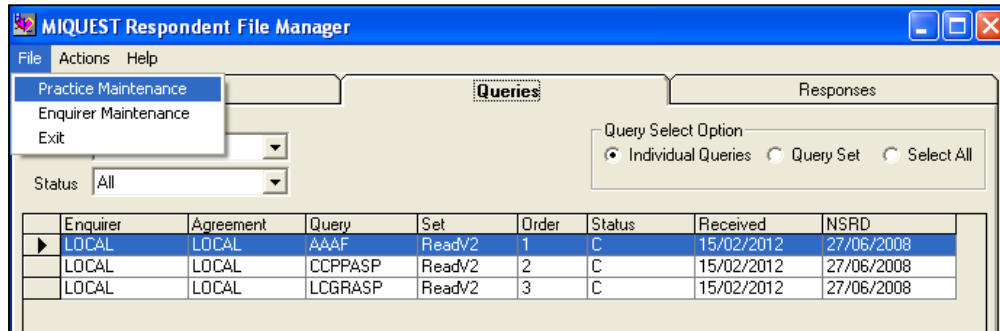 MIQUEST Respondent File Manager
File Actions Help
Practice Maintenance
Enquirer Maintenance
Exit
Queries
Responses
Query Select Option
Individual Queries Query Set Select All
Status All
Enquirer Agreement Query Set Order Status Received NSRD
LOCAL LOCAL AAAF ReadV2 1 C 15/02/2012 27/06/2008
LOCAL LOCAL CCPPASP ReadV2 2 C 15/02/2012 27/06/2008
LOCAL LOCAL LCGRASP ReadV2 3 C 15/02/2012 27/06/2008